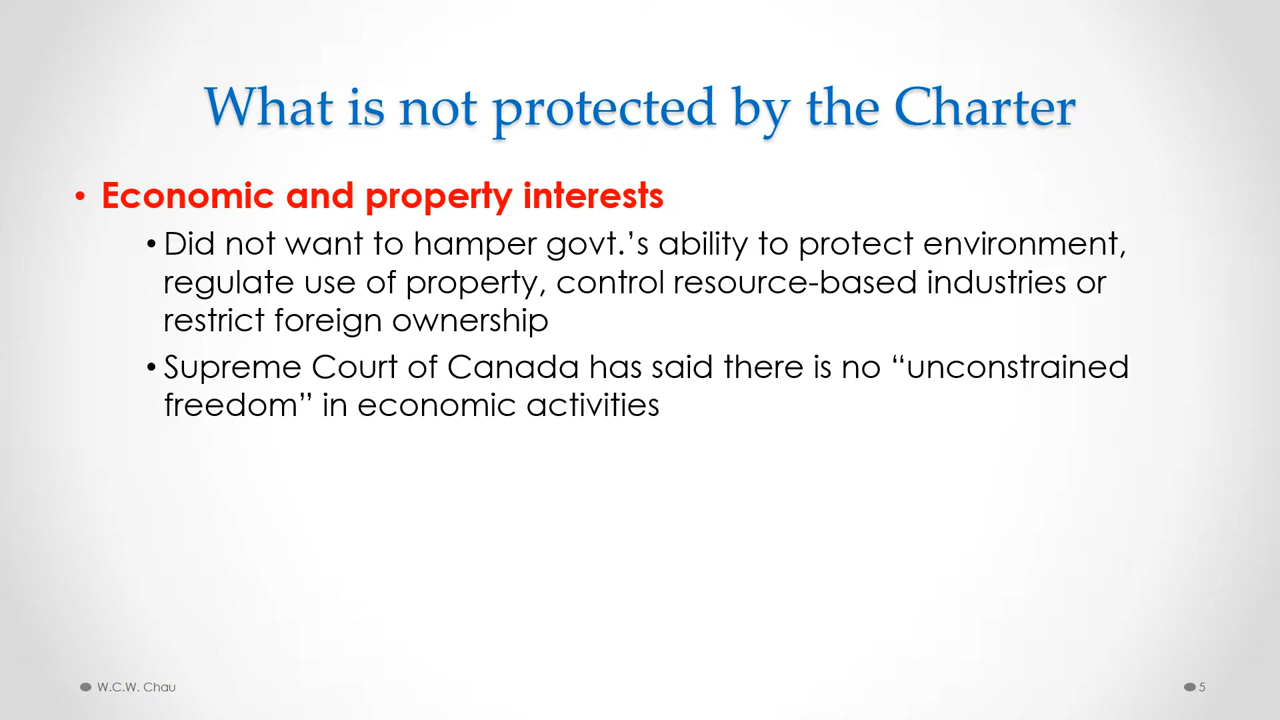 What is not protected by the Charter
• Economic and property interests
• Did not want to hamper govt.’s ability to protect environment,
regulate use of property, control resource-based industries or
restrict foreign ownership
• Supreme Court of Canada has said there is no “unconstrained
freedom” in economic activities
W.C.W. Chau
5